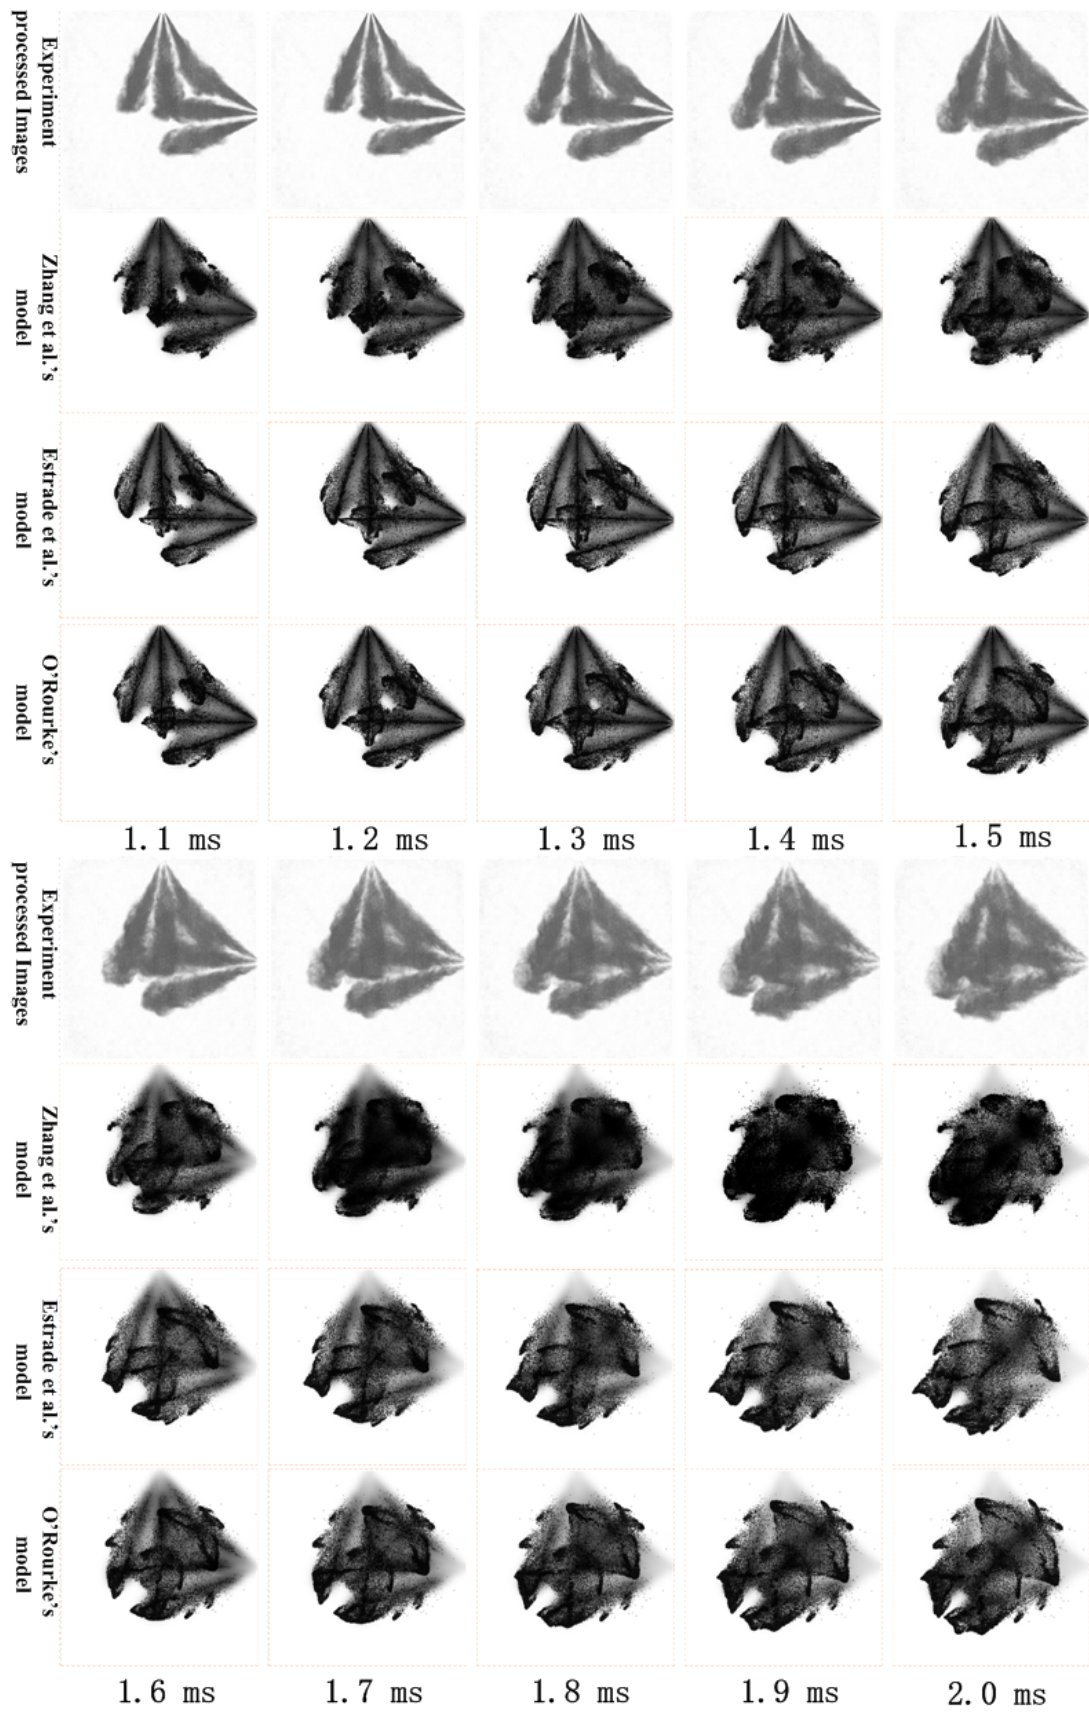 Experiment
processed Images
Zhang et al.’s
model
Estrade et al.’s
model
O’Rourke’s
model
1.1 ms
1.2 ms
1.3 ms
1.4 ms
1.5 ms
Experiment
processed Images
Zhang et al.’s
model
Estrade et al.’s
model
O’Rourke’s
model
1.6 ms
1.7 ms
1.8 ms
1.9 ms
2.0 ms